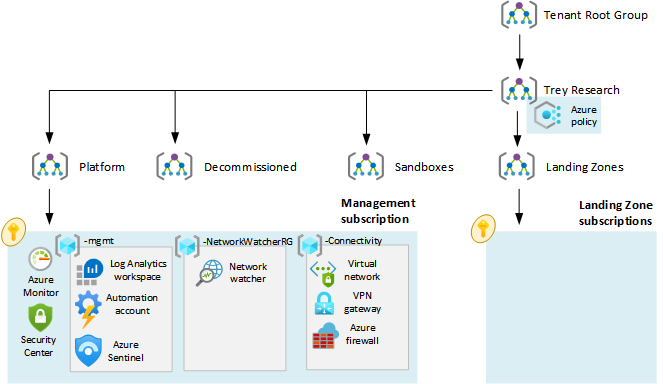 Tenant Root Group
Trey Research
Azure
policy
Platform
Decommissioned
Sandboxes
Landing Zones
Management
subscription
Landing Zone
subscriptions
-mgmt
-NetworkWatcherRG
-Connectivity
Azure
Monitor
Security
Center
Log Analytics
workspace
Automation
account
Azure
Sentinel
Network
watcher
Virtual
network
VPN
gateway
Azure
firewall